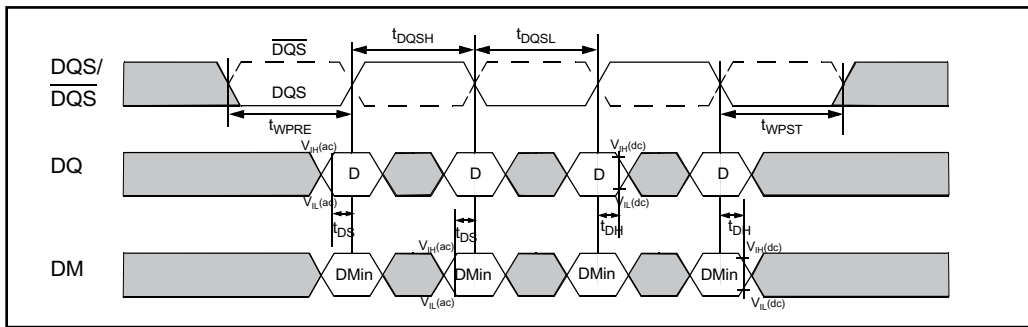 DQS
tDQSH
tDQSL
DQS/
DQS
DQS
tWPRE
tWPST
VIH(ac)
VIH(dc)
DQ
D
D
D
D
VIL(ac)
VIL(dc)
tDS
tDS
tDH
tDH
VIH(ac)
VIH(dc)
DM
DMin
DMin
DMin
DMin
VIL(ac)
VIL(dc)